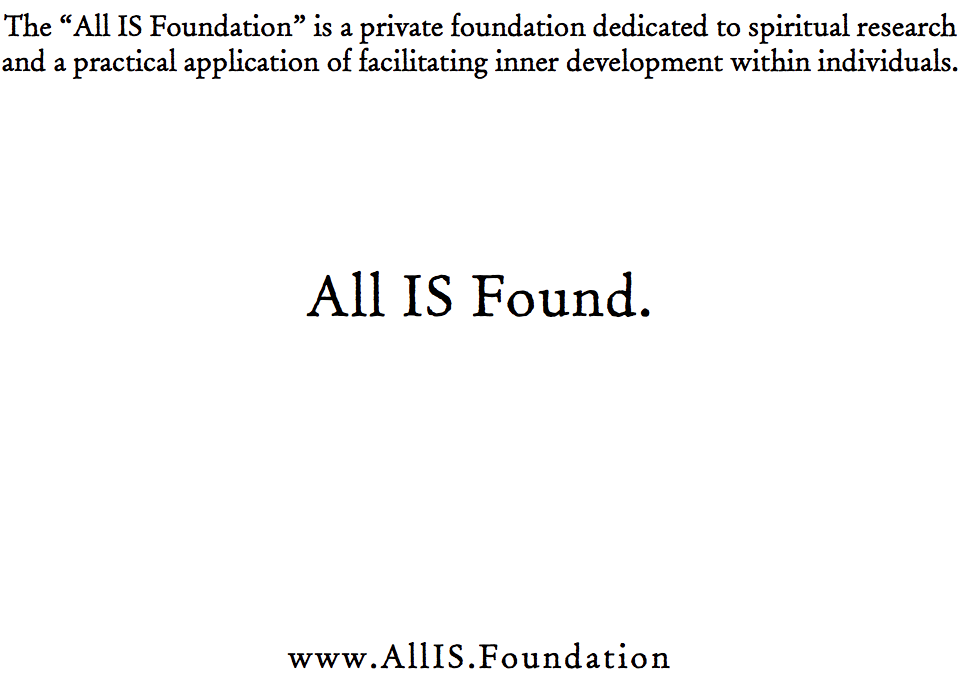 The “All IS Foundation” is a private foundation dedicated to spiritual research
and a practical application of facilitating inner development within individuals.
All IS Found.
www.AllIS.Foundation